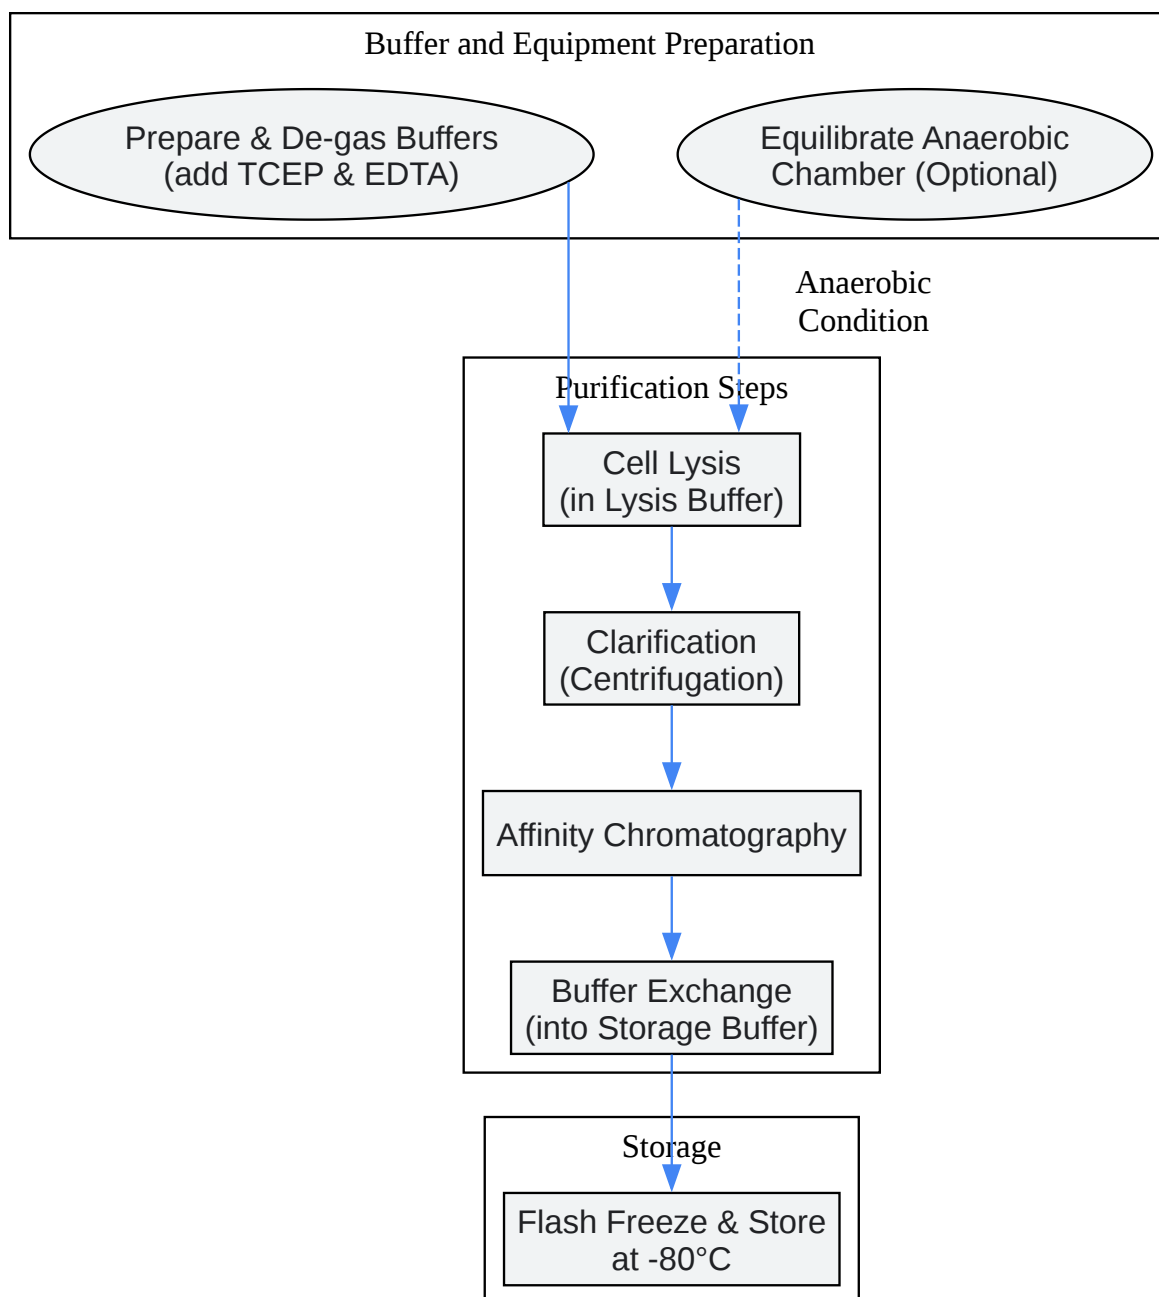 Buffer and Equipment Preparation
Prepare & De-gas Buffers
(add TCEP & EDTA)
Equilibrate Anaerobic
Chamber (Optional)
Anaerobic
Condition
Purification Steps
Cell Lysis
(in Lysis Buffer)
Clarification
(Centrifugation)
Affinity Chromatography
Buffer Exchange
(into Storage Buffer)
Storage
Flash Freeze & Store
at -80°C